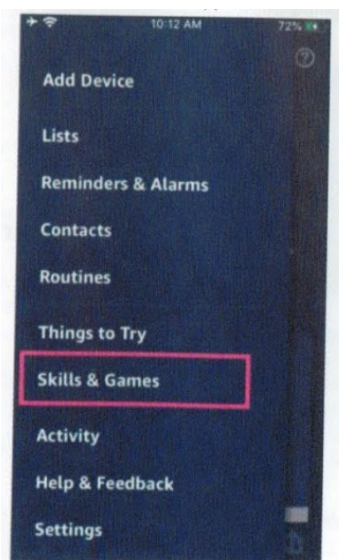 10:12 AM
72%
?
Add Device
Lists
Reminders & Alarms
Contacts
Routines
Things to Try
Skills & Games
Activity
Help & Feedback
Settings